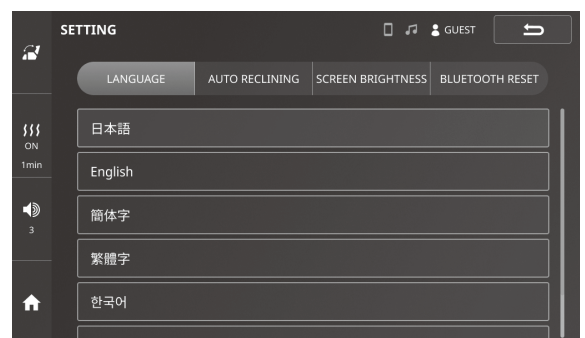 SETTING
GUEST
LANGUAGE
AUTO RECLINING
SCREEN BRIGHTNESS
BLUETOOTH RESET
ON
1min
3
日本語
English
簡体字
繁體字
한국어